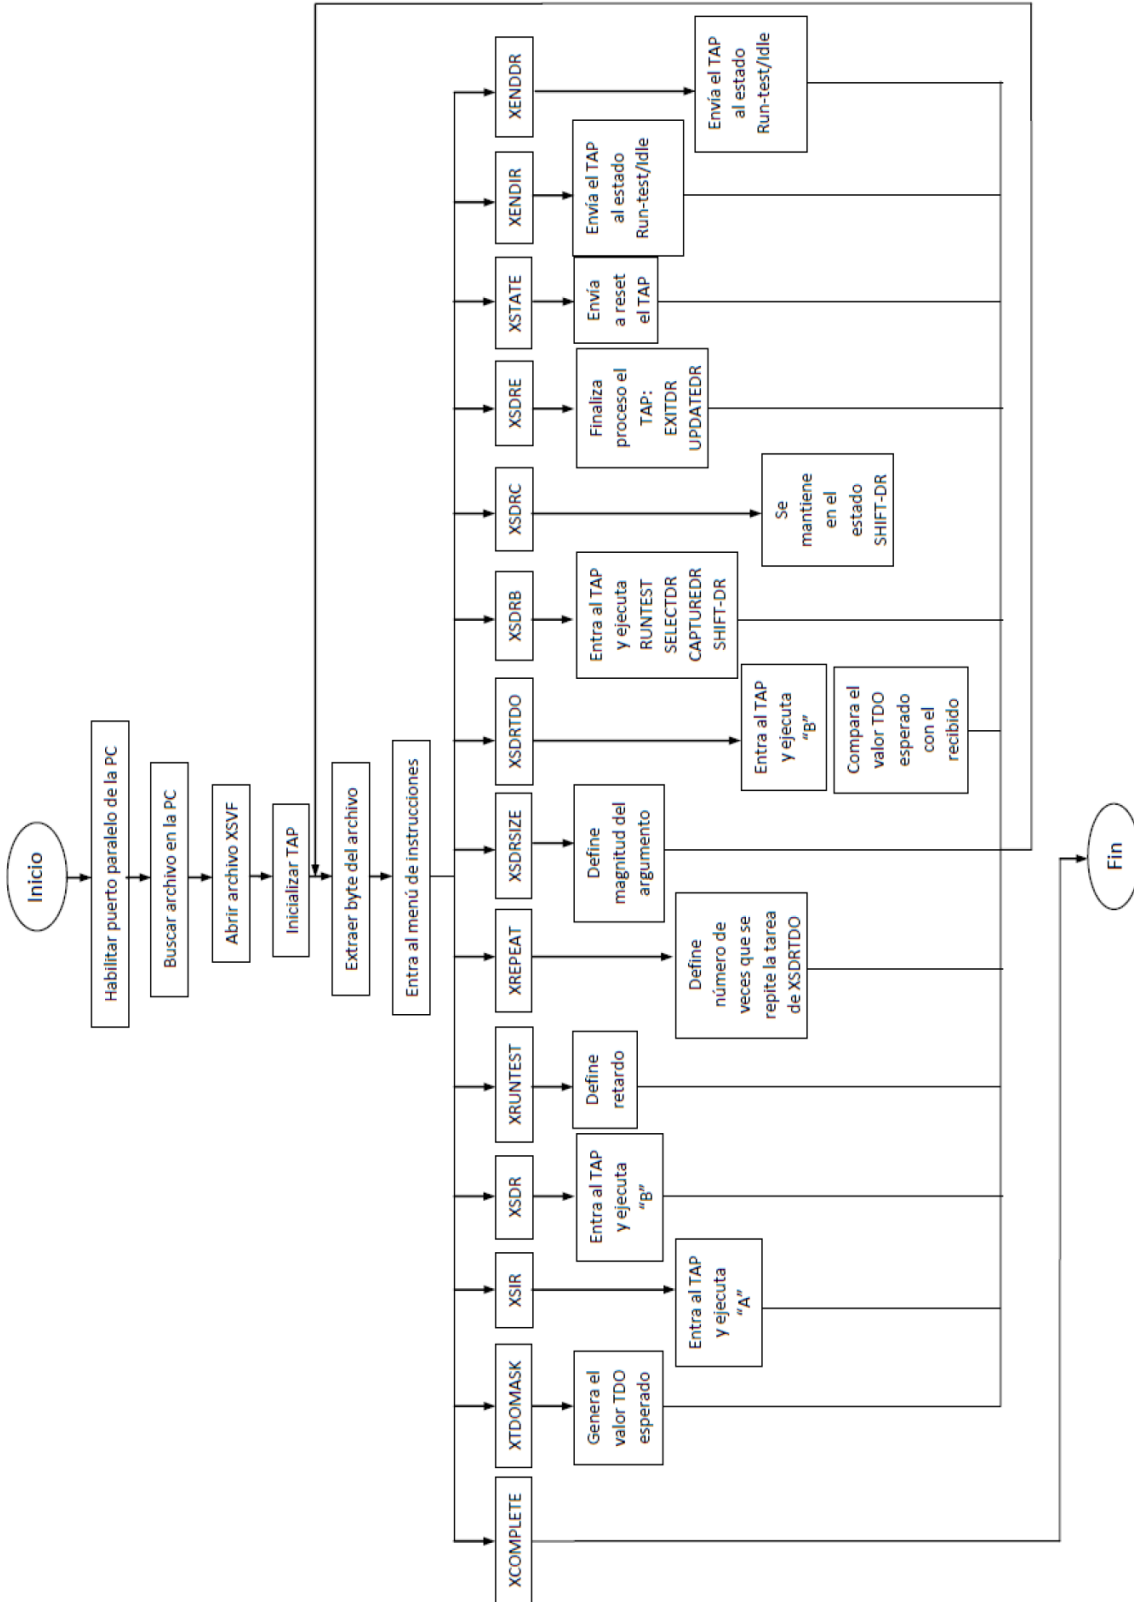 Inicio
Habilitar puerto paralelo de la PC
Buscar archivo en la PC
Abrir archivo XSVF
Inicializar TAP
Extraer byte del archivo
Entra al menú de instrucciones
XCOMPLETE
XTDOMASK
XSIR
XSDR
XRUNTEST
XREPEAT
XSDRSIZE
XSDRTDO
XSDRB
XSDRC
XSDRE
XSTATE
XENDIR
XENDDR
Genera el
valor TDO
esperado
Entra al TAP
y ejecuta
“A”
Entra al TAP
y ejecuta
“B”
Define
retardo
Define
número de
veces que se
repite la tarea
de XSDRTDO
Define
magnitud del
argumento
Entra al TAP
y ejecuta
“B”
Compara el
valor TDO
esperado
con el
recibido
Entra al TAP
y ejecuta
RUNTEST
SELECTDR
CAPTUREDR
SHIFT-DR
Se
mantiene
en el
estado
SHIFT-DR
Finaliza
proceso el
TAP:
EXITDR
UPDATEDR
Envía
a reset
el TAP
Envía el TAP
al estado
Run-test/Idle
Envía el TAP
al estado
Run-test/Idle
Fin